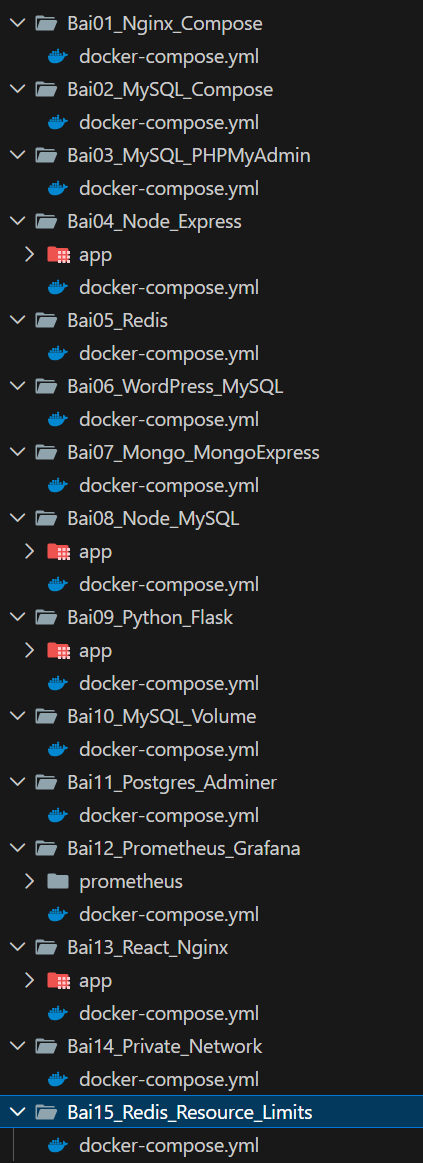 Bai01_Nginx_Compose
docker-compose.yml
Bai02_MySQL_Compose
docker-compose.yml
Bai03_MySQL_PHPMyAdmin
docker-compose.yml
Bai04_Node_Express
app
docker-compose.yml
Bai05_Redis
docker-compose.yml
Bai06_WordPress_MySQL
docker-compose.yml
Bai07_Mongo_MongoExpress
docker-compose.yml
Bai08_Node_MySQL
app
docker-compose.yml
Bai09_Python_Flask
app
docker-compose.yml
Bai10_MySQL_Volume
docker-compose.yml
Bai11_Postgres_Adminer
docker-compose.yml
Bai12_Prometheus_Grafana
prometheus
docker-compose.yml
Bai13_React_Nginx
app
docker-compose.yml
Bai14_Private_Network
docker-compose.yml
Bai15_Redis_Resource_Limits
docker-compose.yml